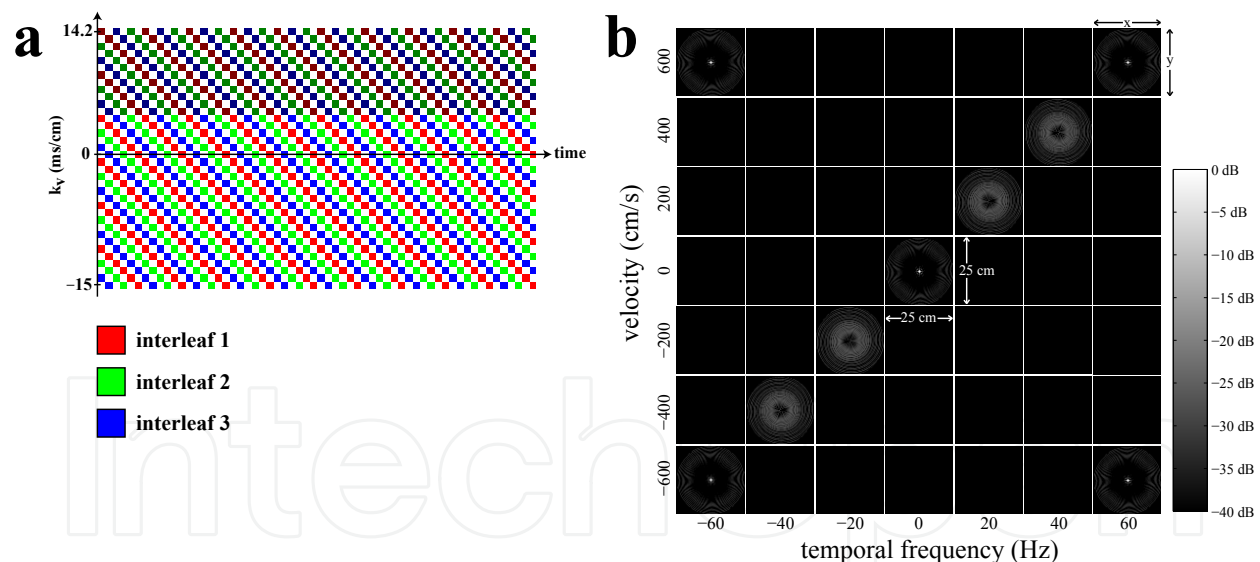 a
14.2
0
−15
kv (ms/cm)
time
interleaf 1
interleaf 2
interleaf 3
b
x
y
600
400
200
0
−200
−400
−600
velocity (cm/s)
25 cm
25 cm
−60
−40
−20
0
20
40
60
temporal frequency (Hz)
0 dB
−5 dB
−10 dB
−15 dB
−20 dB
−25 dB
−30 dB
−35 dB
−40 dB
IntechOpen